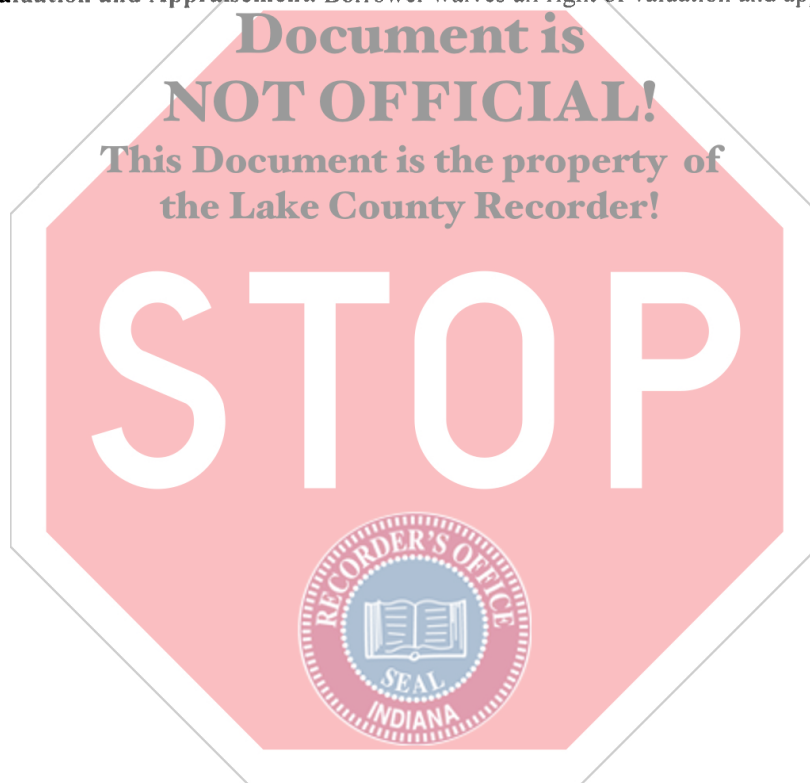 and Appraisement. Borrower waives all right of valuation and
Document is
NOT OFFICIAL!
This Document is the property of
the Lake County Recorder!
STOP
RECORDER'S OFFICE
SEAL
INDIANA